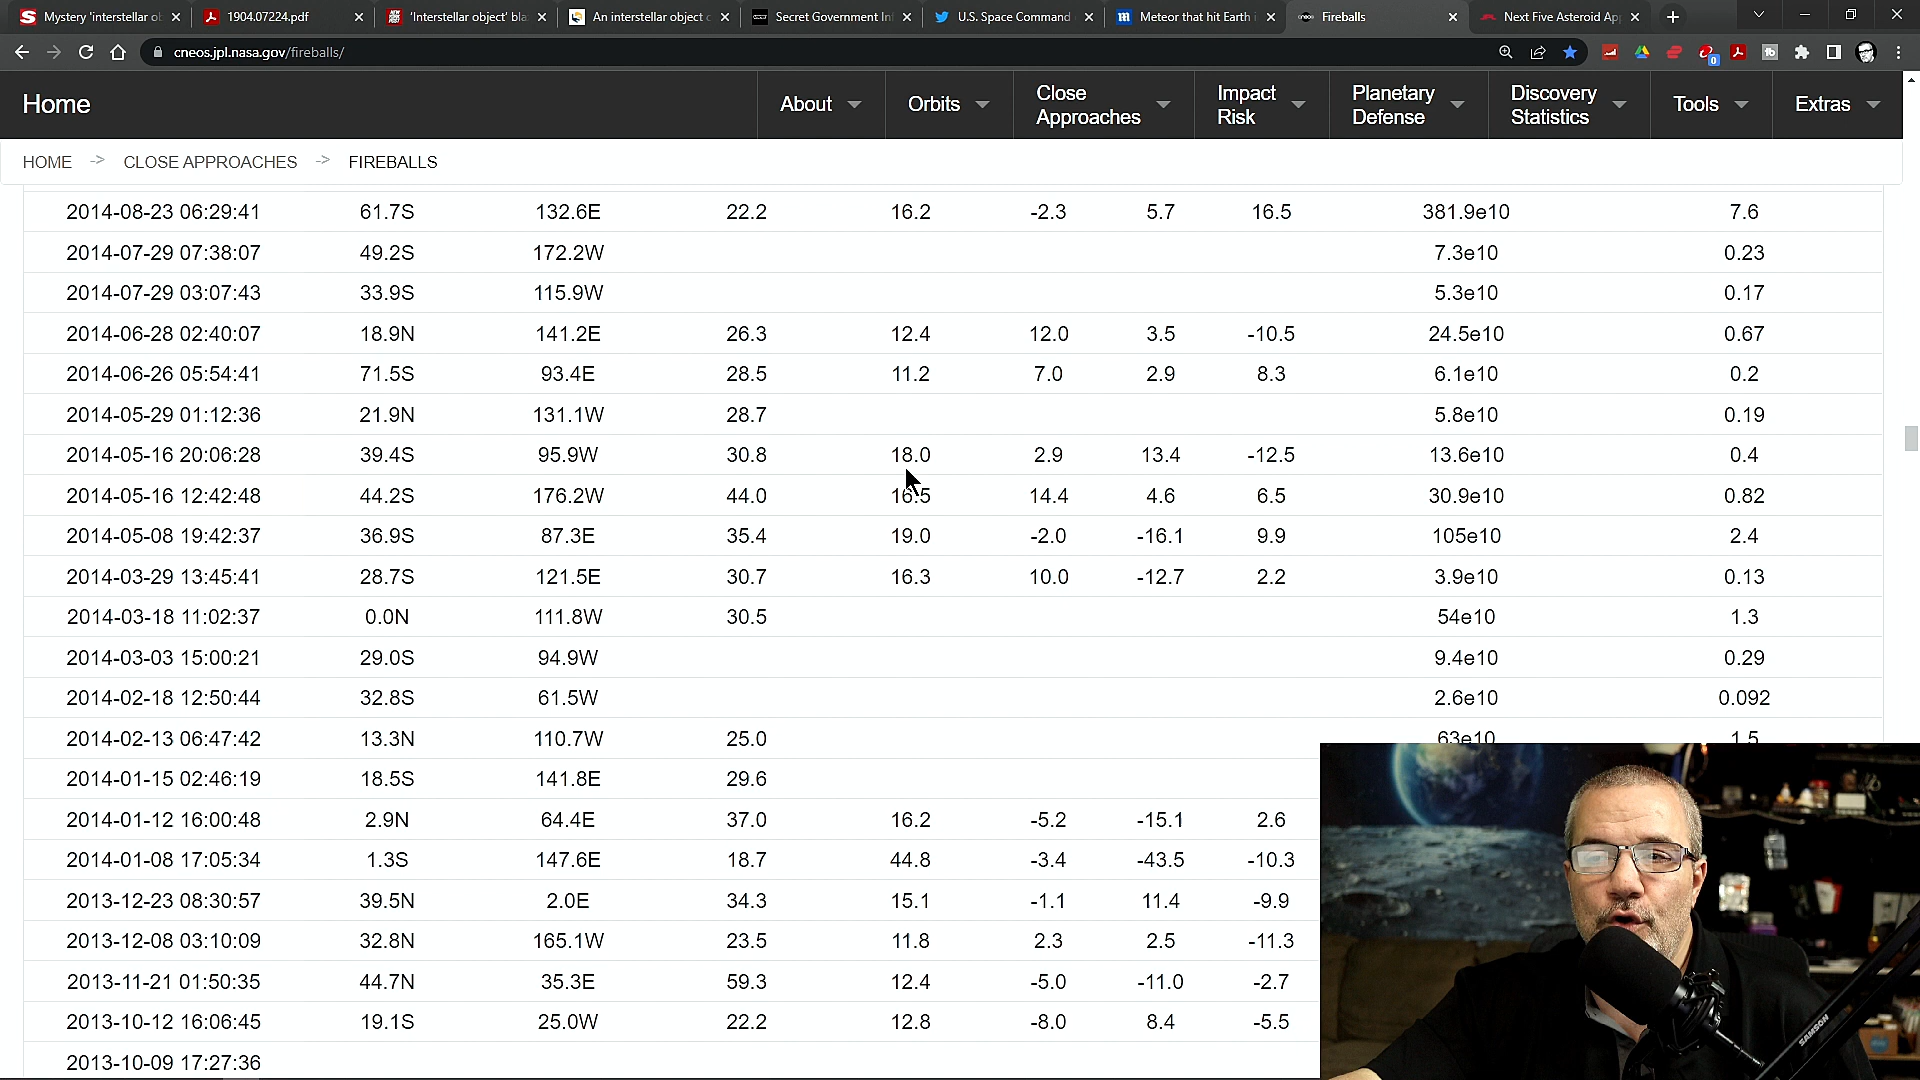 Mystery 'interstellar ob
1904.07224.pdf
'Interstellar object' bla
An interstellar object
Secret Government In
U.S. Space Command
Meteor that hit Earth i
Fireballs
Next Five Asteroid Ap
cneos.jpl.nasa.gov/fireballs/
Home
About
Orbits
Close Approaches
Impact Risk
Planetary Defense
Discovery Statistics
Tools
Extras
HOME -> CLOSE APPROACHES -> FIREBALLS
2014-08-23 06:29:41 61.7S 132.6E 22.2 16.2 -2.3 5.7 16.5 381.9e10 7.6
2014-07-29 07:38:07 49.2S 172.2W 7.3e10 0.23
2014-07-29 03:07:43 33.9S 115.9W 5.3e10 0.17
2014-06-28 02:40:07 18.9N 141.2E 26.3 12.4 12.0 3.5 -10.5 24.5e10 0.67
2014-06-26 05:54:41 71.5S 93.4E 28.5 11.2 7.0 2.9 8.3 6.1e10 0.2
2014-05-29 01:12:36 21.9N 131.1W 28.7 5.8e10 0.19
2014-05-16 20:06:28 39.4S 95.9W 30.8 18.0 2.9 13.4 -12.5 13.6e10 0.4
2014-05-16 12:42:48 44.2S 176.2W 44.0 16.5 14.4 4.6 6.5 30.9e10 0.82
2014-05-08 19:42:37 36.9S 87.3E 35.4 19.0 -2.0 -16.1 9.9 105e10 2.4
2014-03-29 13:45:41 28.7S 121.5E 30.7 16.3 10.0 -12.7 2.2 3.9e10 0.13
2014-03-18 11:02:37 0.0N 111.8W 30.5 54e10 1.3
2014-03-03 15:00:21 29.0S 94.9W 9.4e10 0.29
2014-02-18 12:50:44 32.8S 61.5W 2.6e10 0.092
2014-02-13 06:47:42 13.3N 110.7W 25.0 63e10 1.5
2014-01-15 02:46:19 18.5S 141.8E 29.6
2014-01-12 16:00:48 2.9N 64.4E 37.0 16.2 -5.2 -15.1 2.6
2014-01-08 17:05:34 1.3S 147.6E 18.7 44.8 -3.4 -43.5 -10.3
2013-12-23 08:30:57 39.5N 2.0E 34.3 15.1 -1.1 11.4 -9.9
2013-12-08 03:10:09 32.8N 165.1W 23.5 11.8 2.3 2.5 -11.3
2013-11-21 01:50:35 44.7N 35.3E 59.3 12.4 -5.0 -11.0 -2.7
2013-10-12 16:06:45 19.1S 25.0W 22.2 12.8 -8.0 8.4 -5.5
2013-10-09 17:27:36
SAMSON